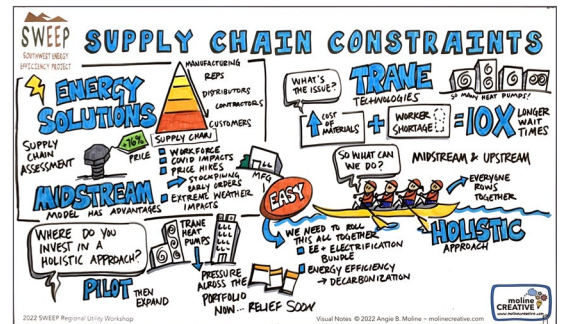 SWEEP
SOUTHWEST ENERGY
EFFICIENCY PROJECT
SUPPLY CHAIN CONSTRAINTS
ENERGY
SOLUTIONS
MANUFACTURING
REPS
DISTRIBUTORS
CONTRACTORS
CUSTOMERS
SUPPLY CHAIN
SUPPLY
CHAIN
ASSESSMENT
+76%
PRICE
WORKFORCE
COVID IMPACTS
PRICE HIKES
→ STOCKPILING
EARLY ORDERS
EXTREME WEATHER
IMPACTS
MFG
MIDSTREAM
MODEL HAS ADVANTAGES
EASY
WHAT'S
THE ISSUE?
TRANE
TECHNOLOGIES
SO MANY HEAT PUMPS!
↑ COST
OF
MATERIALS
+
WORKER
SHORTAGE
= 10X
LONGER
WAIT
TIMES
SO WHAT CAN
WE DO?
MIDSTREAM & UPSTREAM
EVERYONE
ROWS
TOGETHER
HOLISTIC
APPROACH
WE NEED TO ROLL
THIS ALL TOGETHER
EE + ELECTRIFICATION
BUNDLE
ENERGY EFFICIENCY
→ DECARBONIZATION
WHERE DO YOU
INVEST IN A
HOLISTIC APPROACH?
PILOT THEN
EXPAND
TRANE
HEAT
PUMPS
PRESSURE
ACROSS THE
PORTFOLIO
NOW... RELIEF SOON
moline
CREATIVE
www.molinecreative.com
2022 SWEEP Regional Utility Workshop
Visual Notes © 2022 Angie B. Moline ~ molinecreative.com